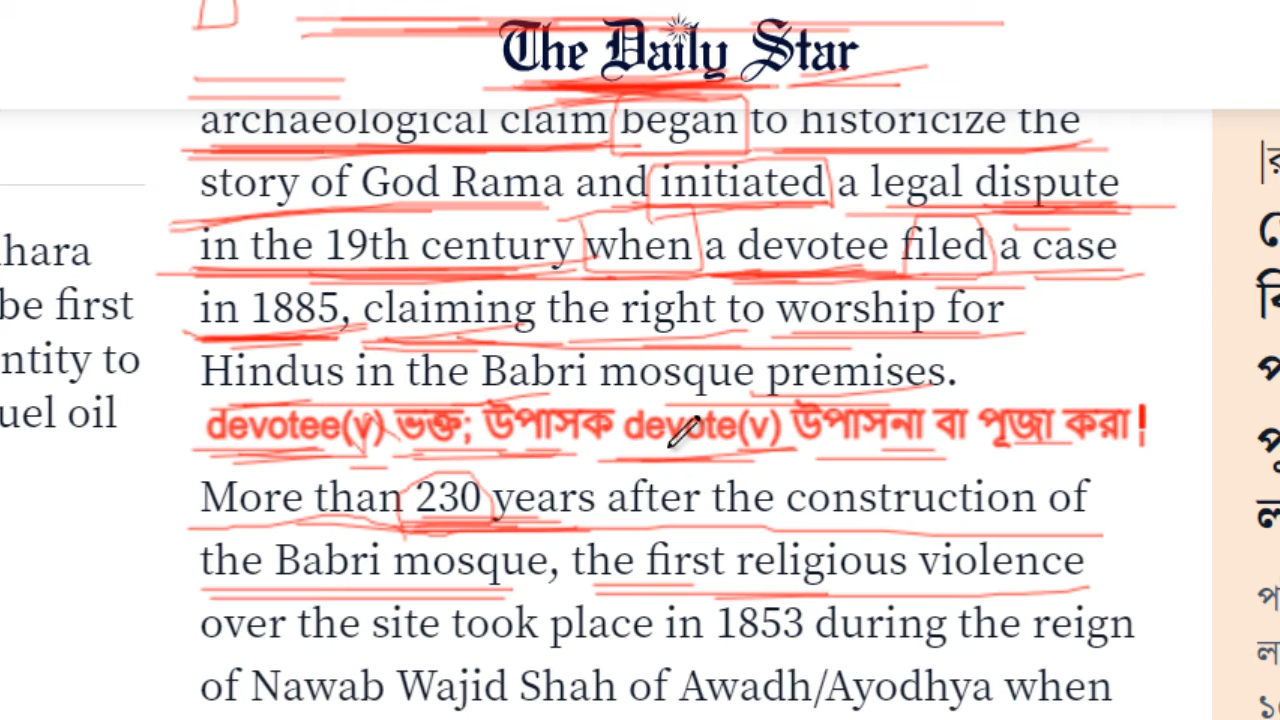 The Daily Star
archaeological claim began to historicize the
story of God Rama and initiated a legal dispute
in the 19th century when a devotee filed a case
in 1885, claiming the right to worship for
Hindus in the Babri mosque premises.
devotee(v) ভক্ত; উপাসক devote(v) উপাসনা বা পূজা করা!
More than 230 years after the construction of
the Babri mosque, the first religious violence
over the site took place in 1853 during the reign
of Nawab Wajid Shah of Awadh/Ayodhya when
hara
be first
ntity to
uel oil